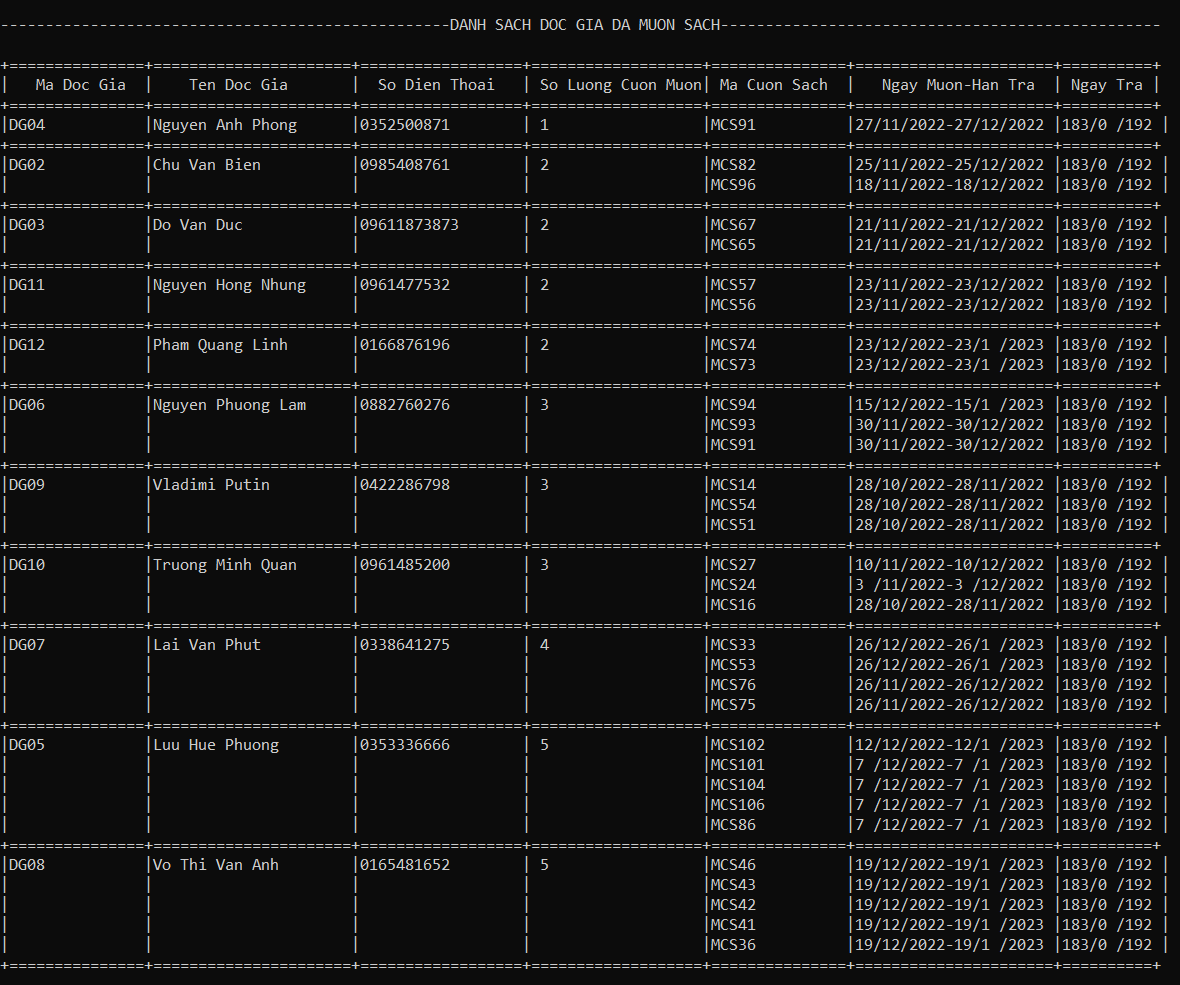 --------------------------------------------------DANH SACH DOC GIA DA MUON SACH-------------------------------------------------
+===============+======================+==================+===================+===============+======================+==========+
|   Ma Doc Gia  |    Ten Doc Gia       |  So Dien Thoai   | So Luong Cuon Muon| Ma Cuon Sach  |   Ngay Muon-Han Tra  | Ngay Tra |
+===============+======================+==================+===================+===============+======================+==========+
|DG04           |Nguyen Anh Phong      |0352500871        | 1                 |MCS91          |27/11/2022-27/12/2022 |183/0 /192 |
+===============+======================+==================+===================+===============+======================+==========+
|DG02           |Chu Van Bien          |0985408761        | 2                 |MCS82          |25/11/2022-25/12/2022 |183/0 /192 |
|               |                      |                  |                   |MCS96          |18/11/2022-18/12/2022 |183/0 /192 |
+===============+======================+==================+===================+===============+======================+==========+
|DG03           |Do Van Duc            |09611873873       | 2                 |MCS67          |21/11/2022-21/12/2022 |183/0 /192 |
|               |                      |                  |                   |MCS65          |21/11/2022-21/12/2022 |183/0 /192 |
+===============+======================+==================+===================+===============+======================+==========+
|DG11           |Nguyen Hong Nhung     |0961477532        | 2                 |MCS57          |23/11/2022-23/12/2022 |183/0 /192 |
|               |                      |                  |                   |MCS56          |23/11/2022-23/12/2022 |183/0 /192 |
+===============+======================+==================+===================+===============+======================+==========+
|DG12           |Pham Quang Linh       |0166876196        | 2                 |MCS74          |23/12/2022-23/1 /2023 |183/0 /192 |
|               |                      |                  |                   |MCS73          |23/12/2022-23/1 /2023 |183/0 /192 |
+===============+======================+==================+===================+===============+======================+==========+
|DG06           |Nguyen Phuong Lam     |0882760276        | 3                 |MCS94          |15/12/2022-15/1 /2023 |183/0 /192 |
|               |                      |                  |                   |MCS93          |30/11/2022-30/12/2022 |183/0 /192 |
|               |                      |                  |                   |MCS91          |30/11/2022-30/12/2022 |183/0 /192 |
+===============+======================+==================+===================+===============+======================+==========+
|DG09           |Vladimi Putin         |0422286798        | 3                 |MCS14          |28/10/2022-28/11/2022 |183/0 /192 |
|               |                      |                  |                   |MCS54          |28/10/2022-28/11/2022 |183/0 /192 |
|               |                      |                  |                   |MCS51          |28/10/2022-28/11/2022 |183/0 /192 |
+===============+======================+==================+===================+===============+======================+==========+
|DG10           |Truong Minh Quan      |0961485200        | 3                 |MCS27          |10/11/2022-10/12/2022 |183/0 /192 |
|               |                      |                  |                   |MCS24          |3 /11/2022-3 /12/2022 |183/0 /192 |
|               |                      |                  |                   |MCS16          |28/10/2022-28/11/2022 |183/0 /192 |
+===============+======================+==================+===================+===============+======================+==========+
|DG07           |Lai Van Phut          |0338641275        | 4                 |MCS33          |26/12/2022-26/1 /2023 |183/0 /192 |
|               |                      |                  |                   |MCS53          |26/12/2022-26/1 /2023 |183/0 /192 |
|               |                      |                  |                   |MCS76          |26/11/2022-26/12/2022 |183/0 /192 |
|               |                      |                  |                   |MCS75          |26/11/2022-26/12/2022 |183/0 /192 |
+===============+======================+==================+===================+===============+======================+==========+
|DG05           |Luu Hue Phuong        |0353336666        | 5                 |MCS102         |12/12/2022-12/1 /2023 |183/0 /192 |
|               |                      |                  |                   |MCS101         |7 /12/2022-7 /1 /2023 |183/0 /192 |
|               |                      |                  |                   |MCS104         |7 /12/2022-7 /1 /2023 |183/0 /192 |
|               |                      |                  |                   |MCS106         |7 /12/2022-7 /1 /2023 |183/0 /192 |
|               |                      |                  |                   |MCS86          |7 /12/2022-7 /1 /2023 |183/0 /192 |
+===============+======================+==================+===================+===============+======================+==========+
|DG08           |Vo Thi Van Anh        |0165481652        | 5                 |MCS46          |19/12/2022-19/1 /2023 |183/0 /192 |
|               |                      |                  |                   |MCS43          |19/12/2022-19/1 /2023 |183/0 /192 |
|               |                      |                  |                   |MCS42          |19/12/2022-19/1 /2023 |183/0 /192 |
|               |                      |                  |                   |MCS41          |19/12/2022-19/1 /2023 |183/0 /192 |
|               |                      |                  |                   |MCS36          |19/12/2022-19/1 /2023 |183/0 /192 |
+===============+======================+==================+===================+===============+======================+==========+